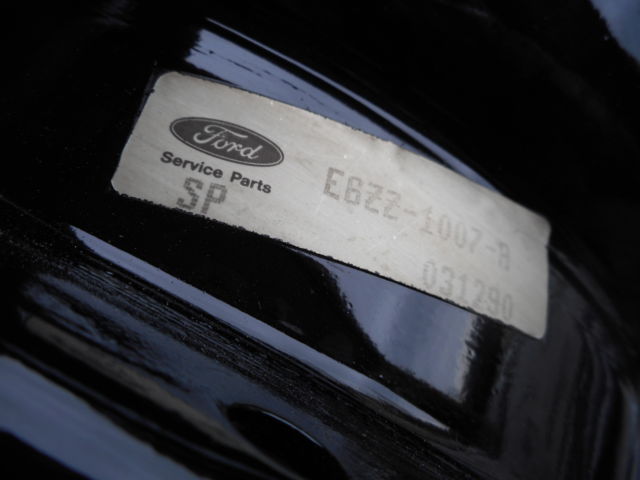 Ford
Service Parts
SP
E6ZZ-1007-B
031290